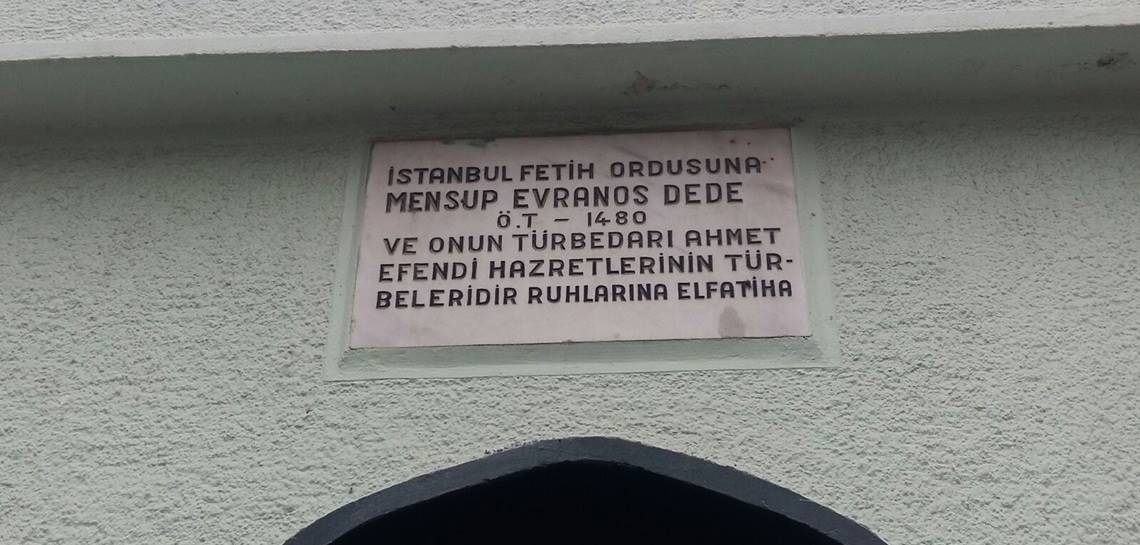 İSTANBUL FETİH ORDUSUNA
MENSUP EVRANOS DEDE
Ö.T - 1480
VE ONUN TÜRBEDARI AHMET
EFENDİ HAZRETLERİNİN TÜR-
BELERİDİR RUHLARINA ELFATİHA